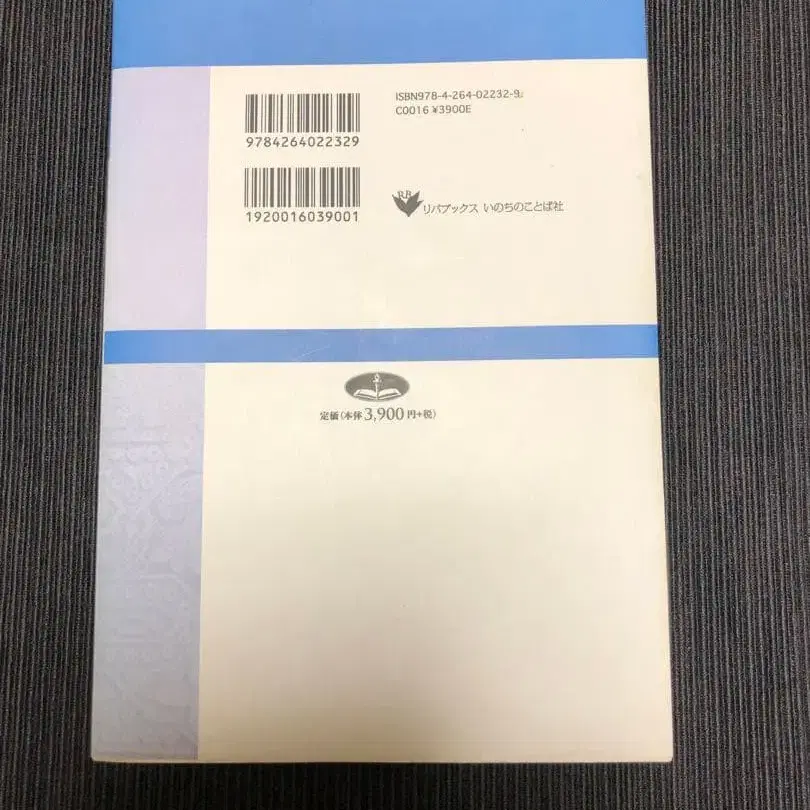 ISBN978-4-264-02232-9
C0016 ¥3900E
9784264022329
1920016039001
RB
リバブックス いのちのことば社
定価(本体3,900円+税)